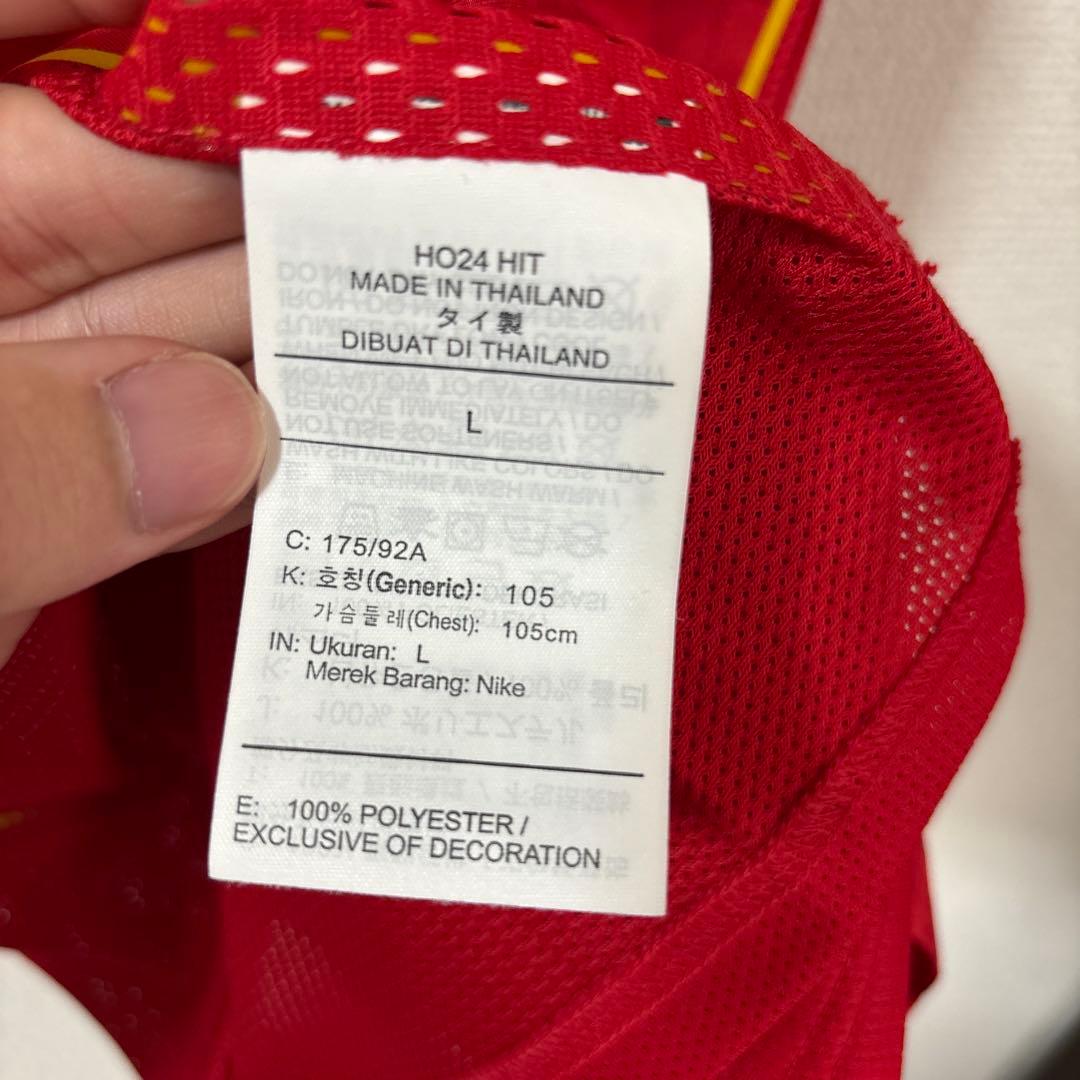 HO24 HIT
MADE IN THAILAND
タイ製
DIBUAT DI THAILAND
L
C: 175/92A
K: 호칭(Generic): 105
가슴둘레(Chest): 105cm
IN: Ukuran: L
Merek Barang: Nike
E: 100% POLYESTER /
EXCLUSIVE OF DECORATION